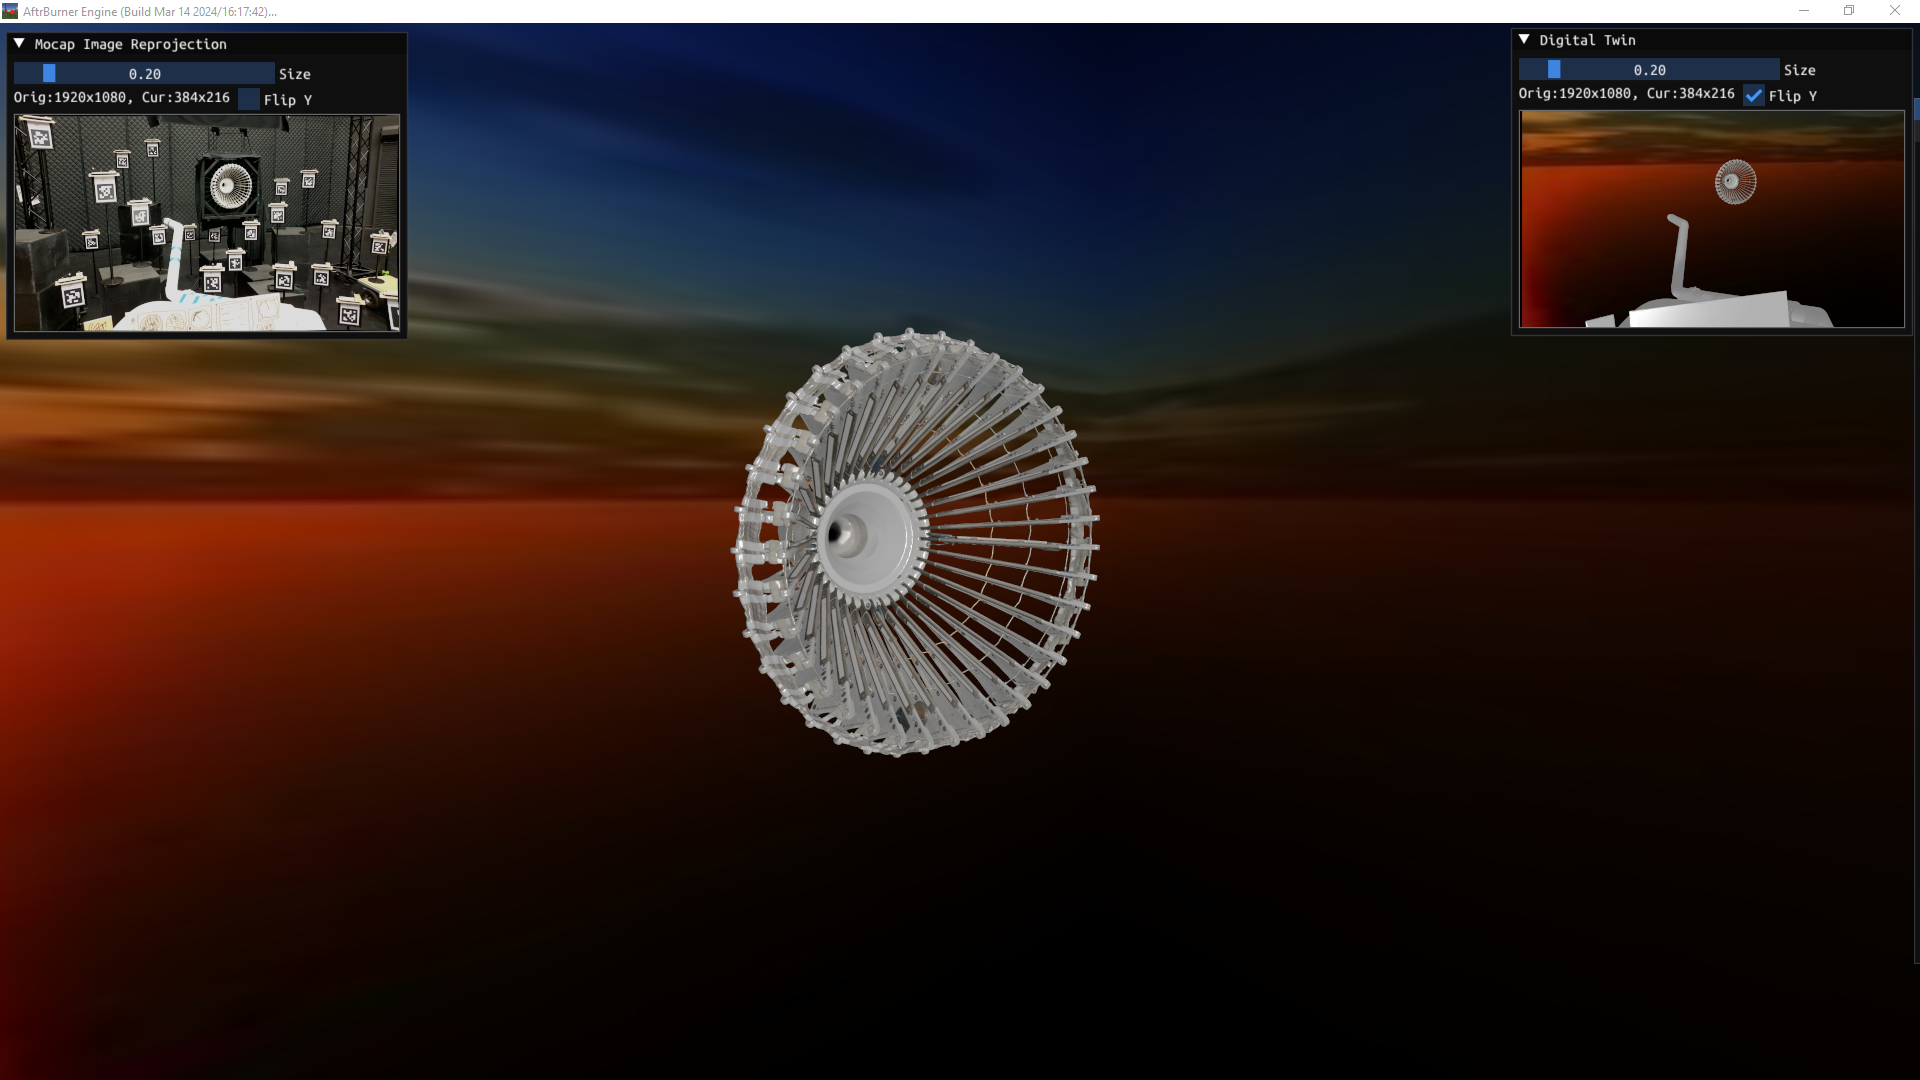 AftrBurner Engine (Build Mar 14 2024/16:17:42)...
Mocap Image Reprojection
0.20 Size
Orig:1920x1080, Cur:384x216 Flip Y
Digital Twin
0.20 Size
Orig:1920x1080, Cur:384x216 Flip Y